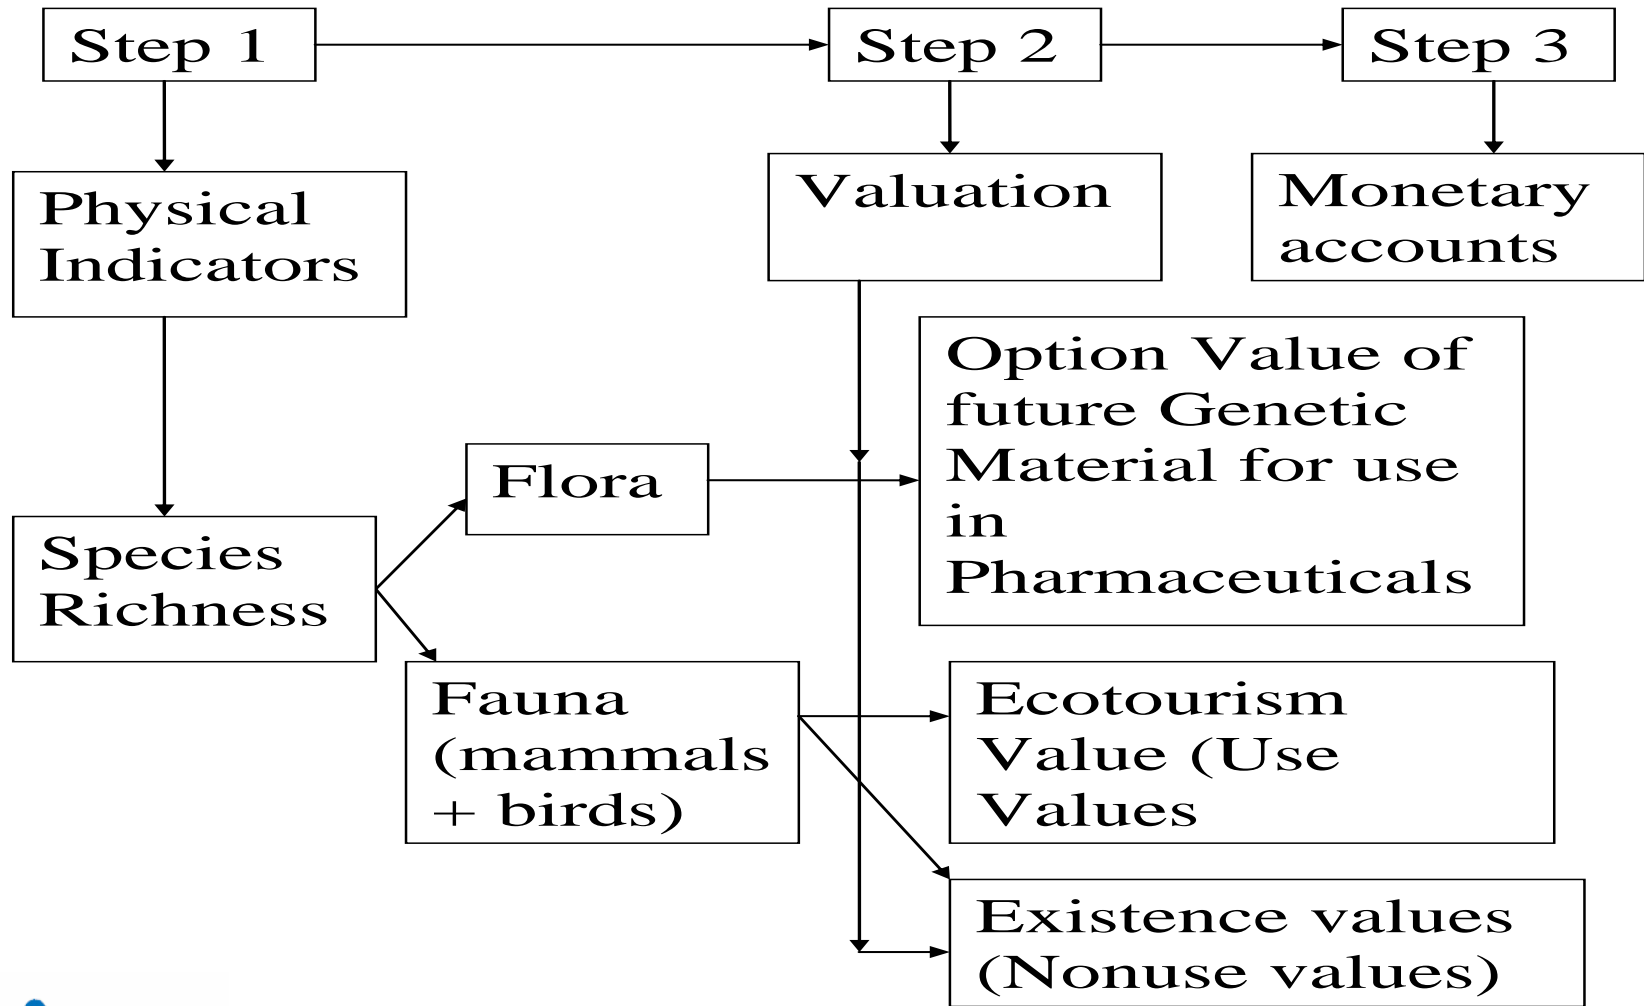 Step 1
Step 2
Step 3
Physical
Indicators
Valuation
Monetary
accounts
Option Value of
future Genetic
Material for use
in
Pharmaceuticals
Flora
Species
Richness
Fauna
(mammals
+ birds)
Ecotourism
Value (Use
Values
Existence values
(Nonuse values)